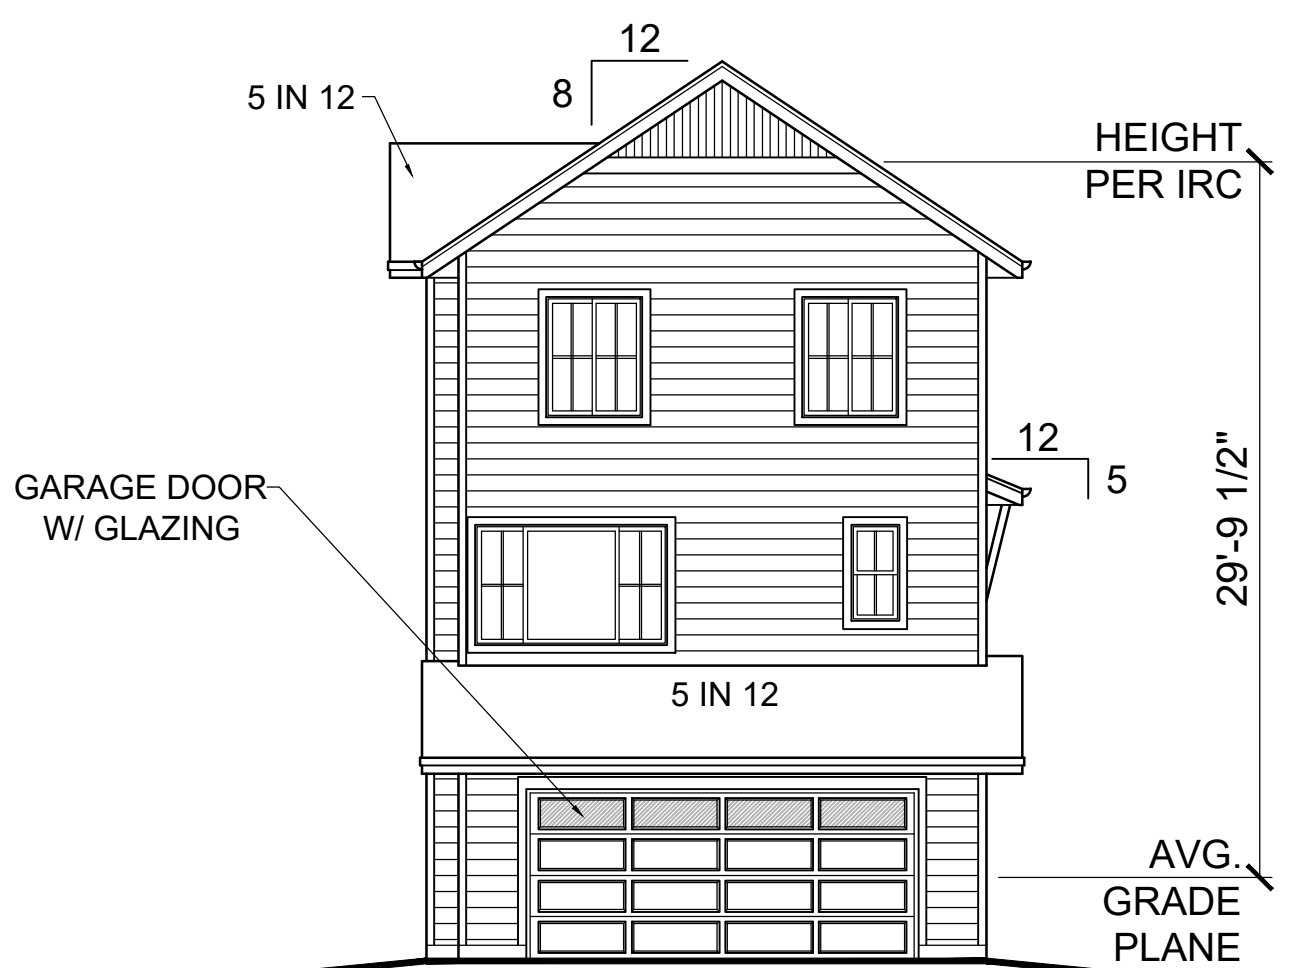 12
8
5 IN 12
HEIGHT
PER IRC
12
5
GARAGE DOOR
W/ GLAZING
29'-9 1/2"
5 IN 12
AVG.
GRADE
PLANE